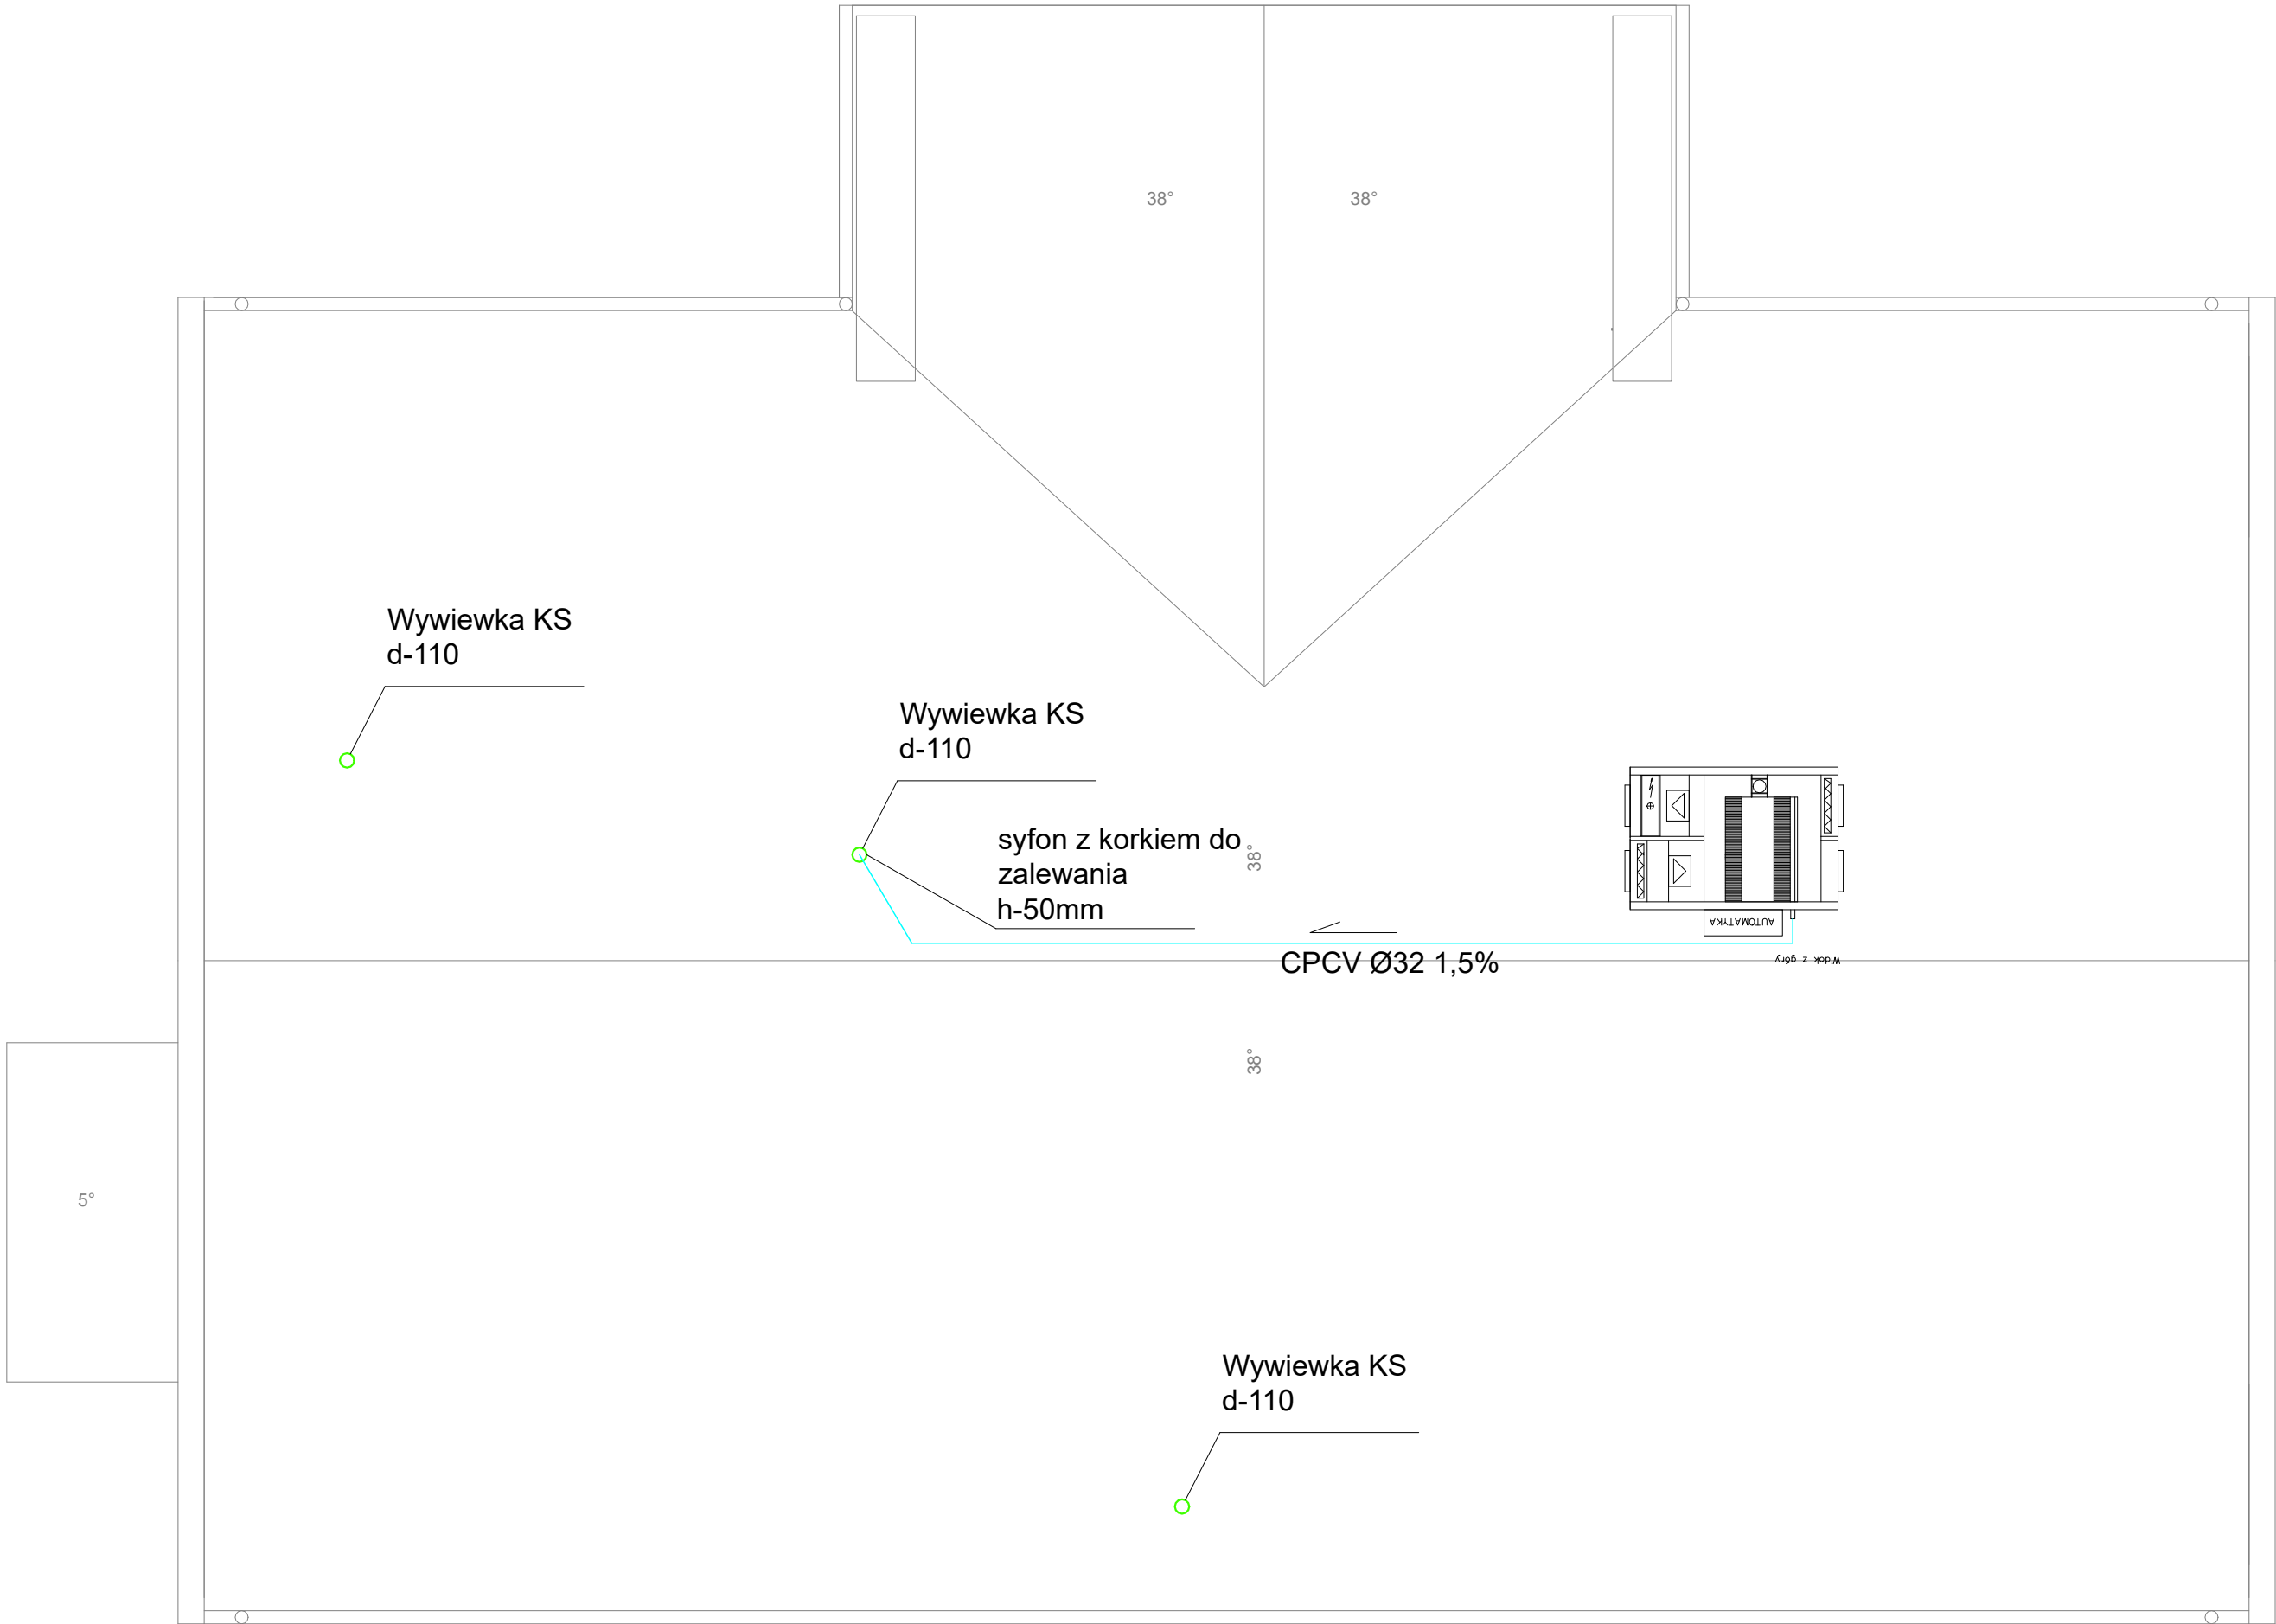 38°
38°
Wywiewka KS
d-110
Wywiewka KS
d-110
syfon z korkiem do
zalewania
h-50mm
38°
AUTOMATYKA
CPCV Ø32 1,5%
Widok z góry
38°
5°
Wywiewka KS
d-110